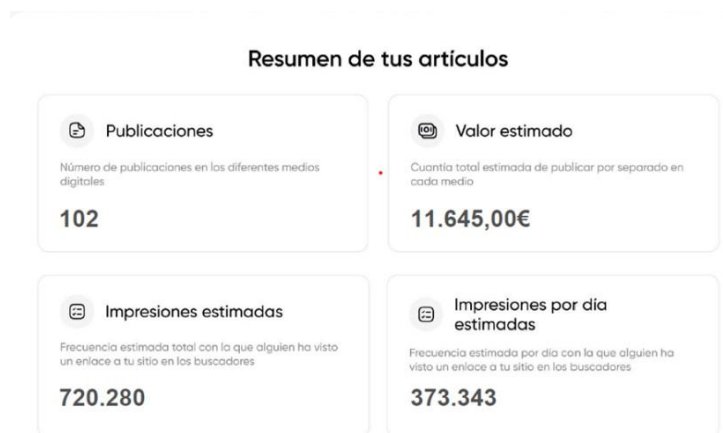 Resumen de tus artículos
Publicaciones
Número de publicaciones en los diferentes medios
digitales
102
Valor estimado
Cuantía total estimada de publicar por separado en
cada medio
11.645,00€
Impresiones estimadas
Frecuencia estimada total con la que alguien ha visto
un enlace a tu sitio en los buscadores
720.280
Impresiones por día
estimadas
Frecuencia estimada por día con la que alguien ha
visto un enlace a tu sitio en los buscadores
373.343